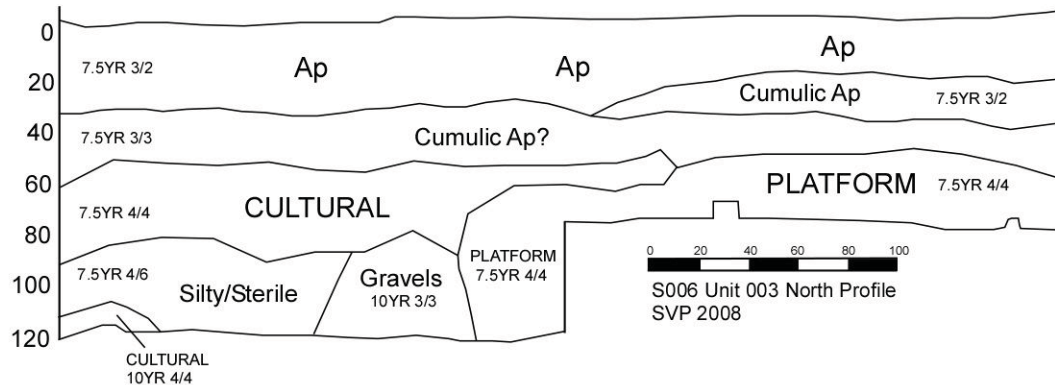 0
20
40
60
80
100
120
7.5YR 3/2
Ap
Ap
Ap
Cumulic Ap
7.5YR 3/2
7.5YR 3/3
Cumulic Ap?
7.5YR 4/4
CULTURAL
PLATFORM
7.5YR 4/4
7.5YR 4/6
Silty/Sterile
Gravels
10YR 3/3
PLATFORM
7.5YR 4/4
CULTURAL
10YR 4/4
0 20 40 60 80 100
S006 Unit 003 North Profile
SVP 2008